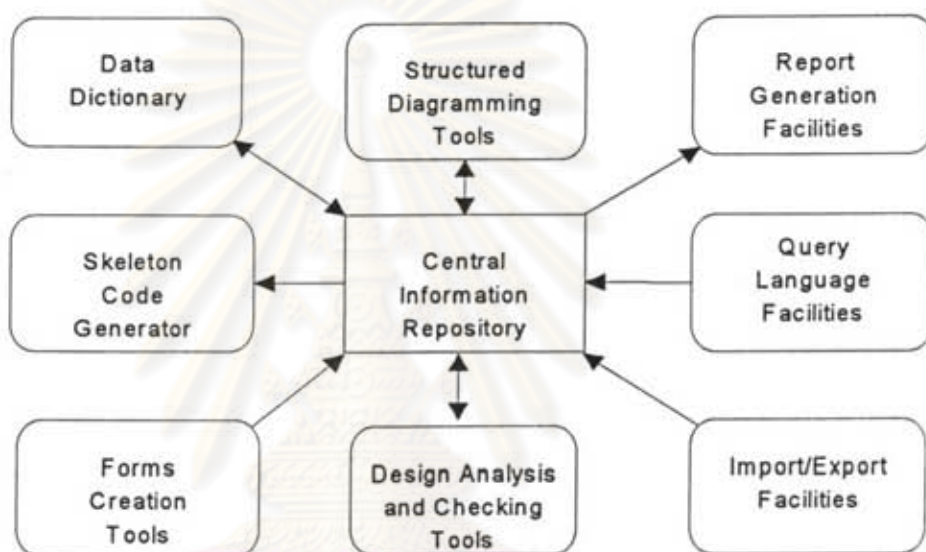 Data
Dictionary
Structured
Diagramming
Tools
Report
Generation
Facilities
Skeleton
Code
Generator
Central
Information
Repository
Query
Language
Facilities
Forms
Creation
Tools
Design Analysis
and Checking
Tools
Import/Export
Facilities